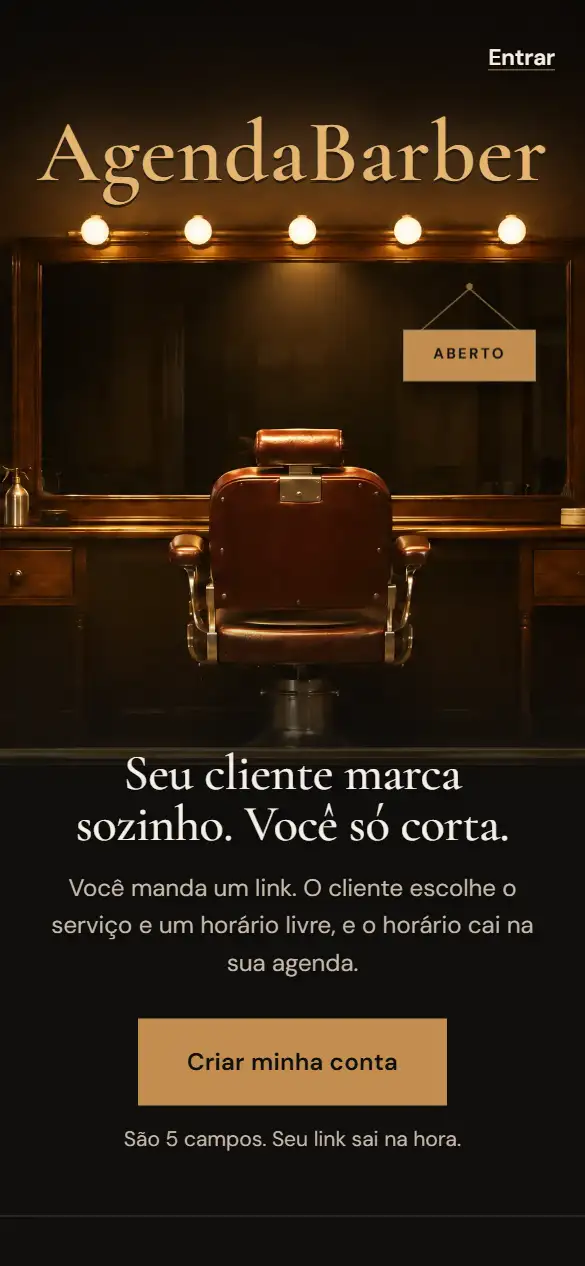 Entrar
AgendaBarber
ABERTO
Seu cliente marca
sozinho. Você só corta.
Você manda um link. O cliente escolhe o
serviço e um horário livre, e o horário cai na
sua agenda.
Criar minha conta
São 5 campos. Seu link sai na hora.